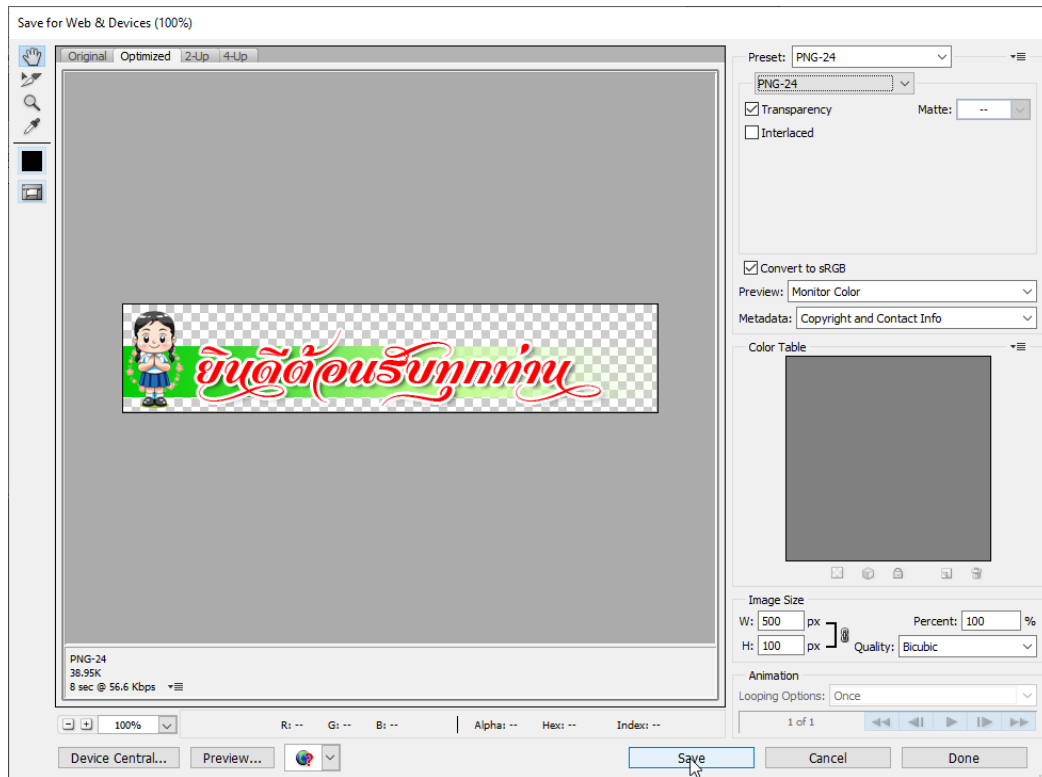 Save for Web & Devices (100%)
Original Optimized 2-Up 4-Up
Preset: PNG-24
PNG-24
Transparency Matte: --
Interlaced
Convert to sRGB
Preview: Monitor Color
Metadata: Copyright and Contact Info
Color Table
ยินดีต้อนรับทุกท่าน
Image Size
W: 500 px Percent: 100 %
H: 100 px Quality: Bicubic
PNG-24
38.95K
8 sec @ 56.6 Kbps
Animation
Looping Options: Once
1 of 1
100% R: -- G: -- B: -- Alpha: -- Hex: -- Index: --
Device Central... Preview... Save Cancel Done